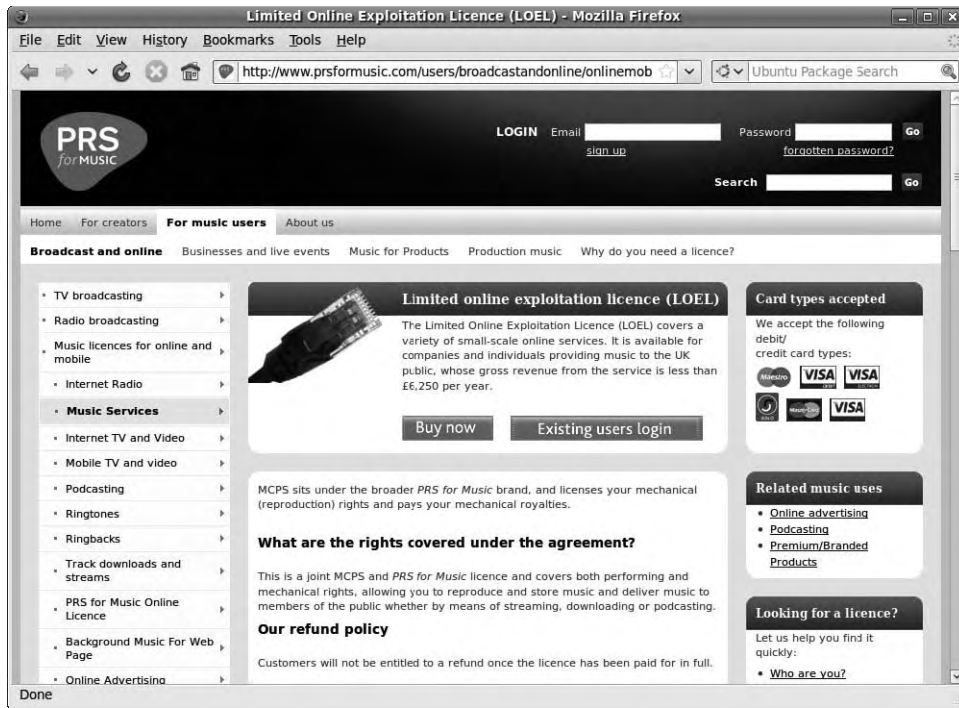 Limited Online Exploitation Licence (LOEL) - Mozilla Firefox
File Edit View History Bookmarks Tools Help
http://www.prsformusic.com/users/broadcastandonline/onlinemob
Ubuntu Package Search
PRS
for MUSIC
LOGIN Email Password Go
sign up forgotten password?
Search Go
Home For creators For music users About us
Broadcast and online Businesses and live events Music for Products Production music Why do you need a licence?
TV broadcasting
Radio broadcasting
Music licences for online and
mobile
Internet Radio
Music Services
Internet TV and Video
Mobile TV and video
Podcasting
Ringtones
Ringbacks
Track downloads and
streams
PRS for Music Online
Licence
Background Music For Web
Page
Online Advertising
Limited online exploitation licence (LOEL)
The Limited Online Exploitation Licence (LOEL) covers a
variety of small-scale online services. It is available for
companies and individuals providing music to the UK
public, whose gross revenue from the service is less than
£6,250 per year.
Buy now Existing users login
MCPS sits under the broader PRS for Music brand, and licenses your mechanical
(reproduction) rights and pays your mechanical royalties.
What are the rights covered under the agreement?
This is a joint MCPS and PRS for Music licence and covers both performing and
mechanical rights, allowing you to reproduce and store music and deliver music to
members of the public whether by means of streaming, downloading or podcasting.
Our refund policy
Customers will not be entitled to a refund once the licence has been paid for in full.
Card types accepted
We accept the following
debit/
credit card types:
Maestro VISA VISA
MasterCard VISA
Related music uses
Online advertising
Podcasting
Premium/Branded
Products
Looking for a licence?
Let us help you find it
quickly:
Who are you?
Done